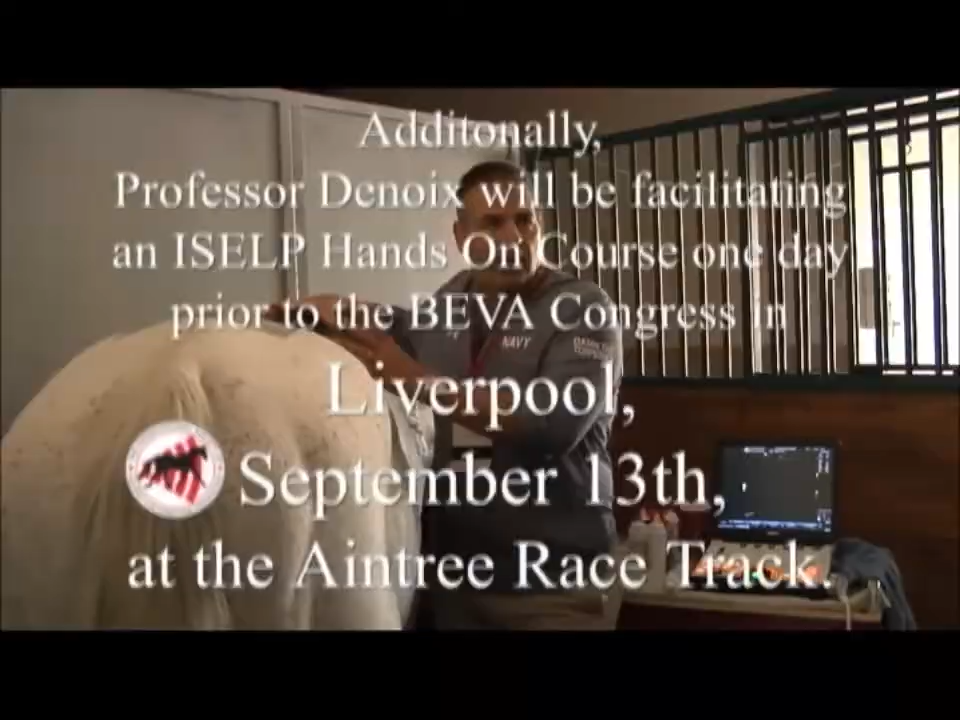 Additonally,
Professor Denoix will be facilitating
an ISELP Hands On Course one day
prior to the BEVA Congress in
Liverpool,
September 13th,
at the Aintree Race Track.
NAVY